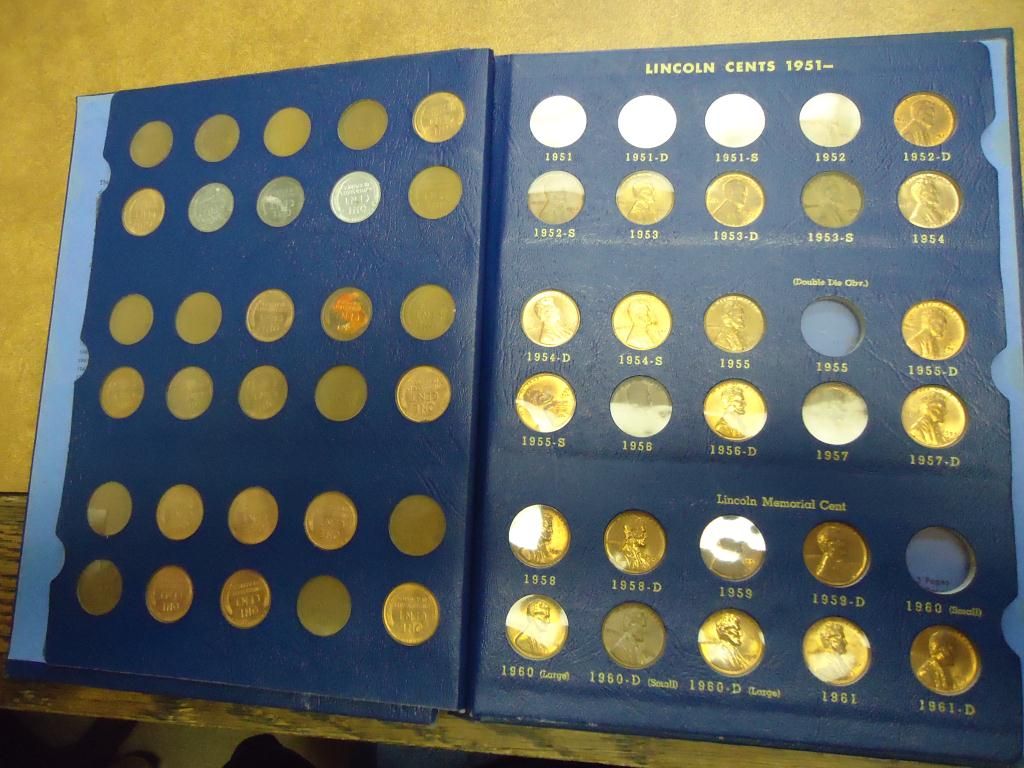 LINCOLN CENTS 1951—
1951 1951-D 1951-S 1952 1952-D
1952-S 1953 1953-D 1953-S 1954
(Double Die Obv.)
1954-D 1954-S 1955 1955 1955-D
1955-S 1956 1956-D 1957 1957-D
Lincoln Memorial Cent
1958 1958-D 1959 1959-D 1960 (Small)
1960 (Large) 1960-D (Small) 1960-D (Large) 1961 1961-D